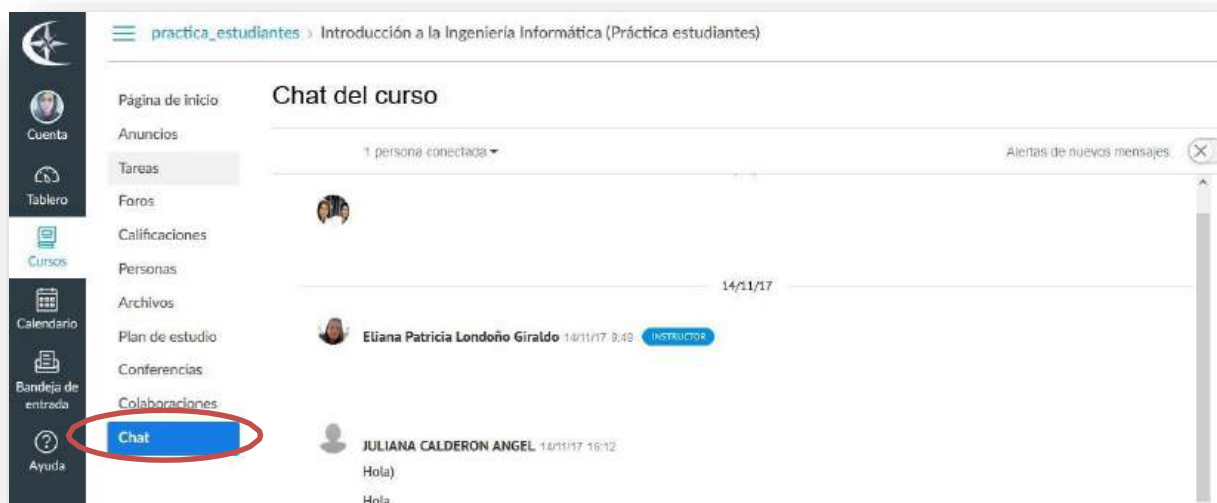 practica_estudiantes › Introducción a la Ingeniería Informática (Práctica estudiantes)
Cuenta
Tablero
Cursos
Calendario
Bandeja de
entrada
Ayuda
Página de inicio
Anuncios
Tareas
Foros
Calificaciones
Personas
Archivos
Plan de estudio
Conferencias
Colaboraciones
Chat
Chat del curso
1 persona conectada
Alertas de nuevos mensajes
14/11/17
Eliana Patricia Londoño Giraldo 14/11/17 9:49 INSTRUCTOR
JULIANA CALDERON ANGEL 14/11/17 16:12
Hola)
Hola